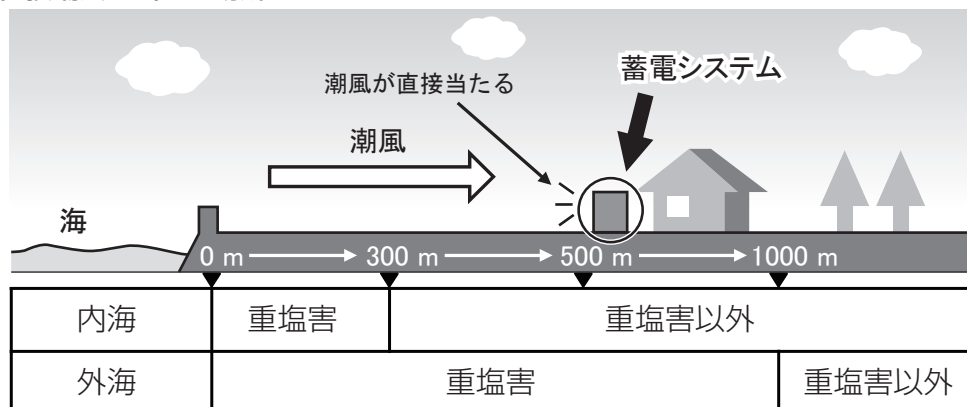 蓄電システム
潮風が直接当たる
潮風
海
0 m 300 m 500 m 1000 m
内海 重塩害 重塩害以外
外海 重塩害 重塩害以外